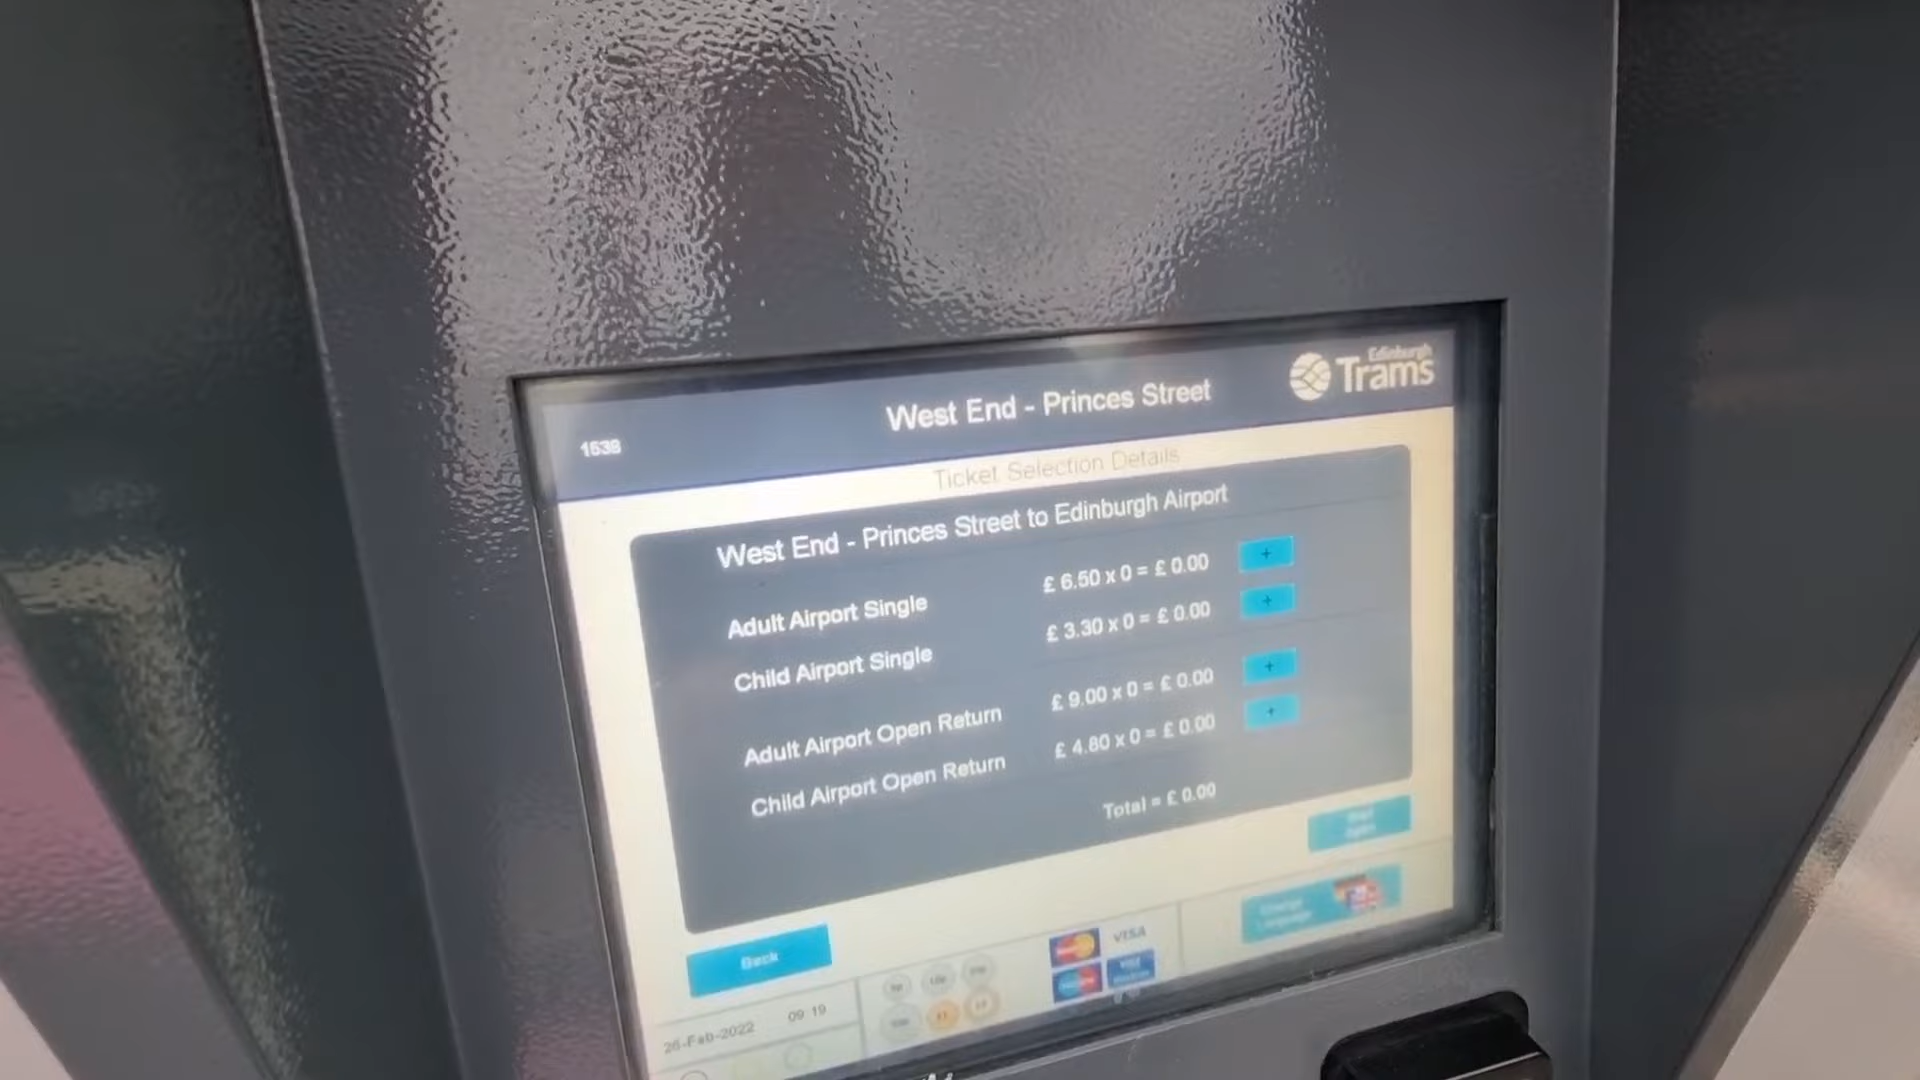 Edinburgh
Trams
West End - Princes Street
1538
Ticket Selection Details
West End - Princes Street to Edinburgh Airport
Adult Airport Single £ 6.50 x 0 = £ 0.00 +
Child Airport Single £ 3.30 x 0 = £ 0.00 +
Adult Airport Open Return £ 9.00 x 0 = £ 0.00 +
Child Airport Open Return £ 4.80 x 0 = £ 0.00 +
Total = £ 0.00
Back
Change
Language
VISA
26-Feb-2022 09 19